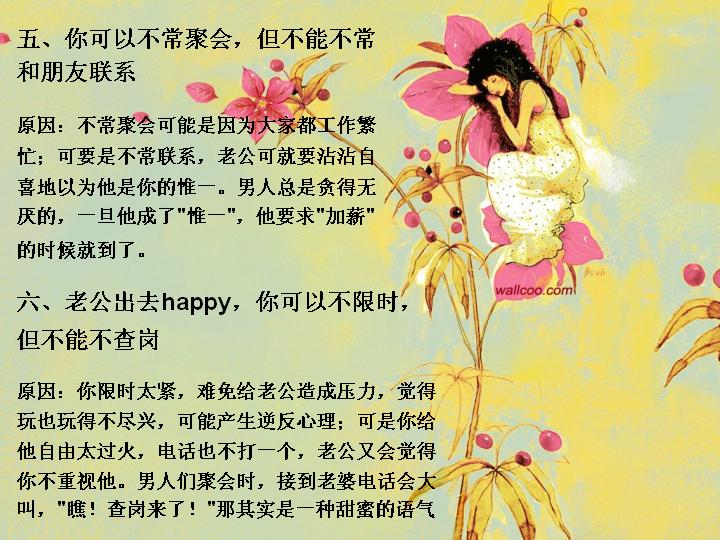 五、你可以不常聚会，但不能不常
和朋友联系
原因：不常聚会可能是因为大家都工作繁
忙；可要是不常联系，老公可就要沾沾自
喜地以为他是你的惟一。男人总是贪得无
厌的，一旦他成了"惟一"，他要求"加薪"
的时候就到了。
六、老公出去happy，你可以不限时，
但不能不查岗
原因：你限时太紧，难免给老公造成压力，觉得
玩也玩得不尽兴，可能产生逆反心理；可是你给
他自由太过火，电话也不打一个，老公又会觉得
你不重视他。男人们聚会时，接到老婆电话会大
叫，"瞧！查岗来了！"那其实是一种甜蜜的语气
wallcoo.com